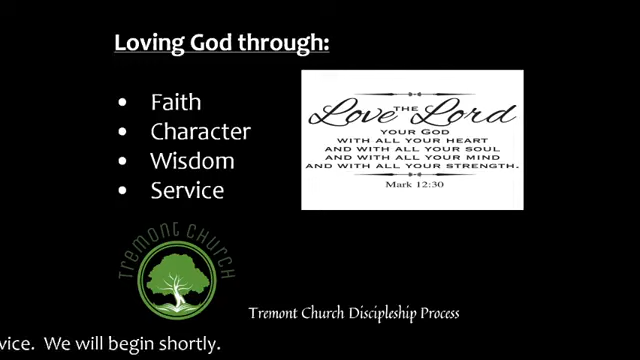 Loving God through:
• Faith
• Character
• Wisdom
• Service
Love THE Lord
YOUR GOD
WITH ALL YOUR HEART
AND WITH ALL YOUR SOUL
AND WITH ALL YOUR MIND
AND WITH ALL YOUR STRENGTH.
Mark 12:30
TREMONT CHURCH
Tremont Church Discipleship Process
vice. We will begin shortly.